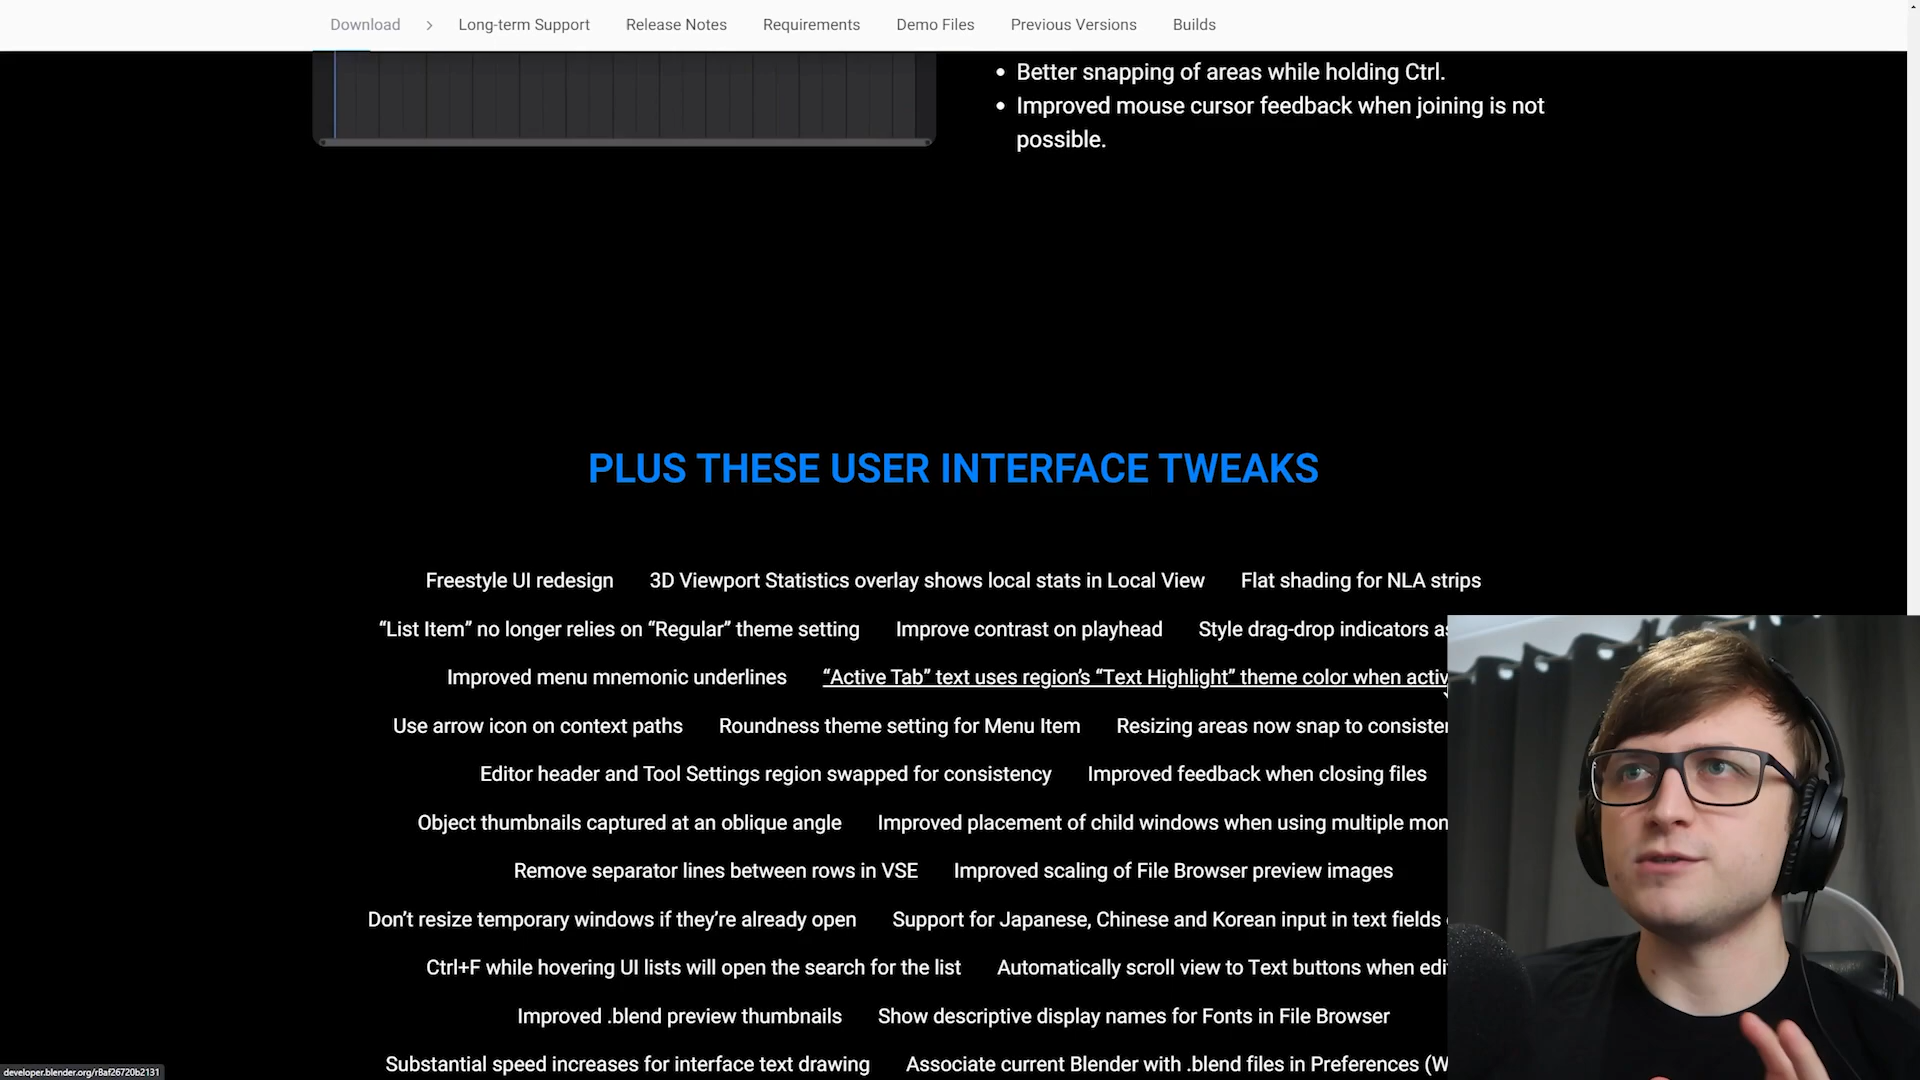 Download > Long-term Support Release Notes Requirements Demo Files Previous Versions Builds
• Better snapping of areas while holding Ctrl.
• Improved mouse cursor feedback when joining is not
possible.
PLUS THESE USER INTERFACE TWEAKS
Freestyle UI redesign 3D Viewport Statistics overlay shows local stats in Local View Flat shading for NLA strips
“List Item” no longer relies on “Regular” theme setting Improve contrast on playhead Style drag-drop indicators as
Improved menu mnemonic underlines “Active Tab” text uses region’s “Text Highlight” theme color when activ
Use arrow icon on context paths Roundness theme setting for Menu Item Resizing areas now snap to consisten
Editor header and Tool Settings region swapped for consistency Improved feedback when closing files
Object thumbnails captured at an oblique angle Improved placement of child windows when using multiple mon
Remove separator lines between rows in VSE Improved scaling of File Browser preview images
Don’t resize temporary windows if they’re already open Support for Japanese, Chinese and Korean input in text fields
Ctrl+F while hovering UI lists will open the search for the list Automatically scroll view to Text buttons when edi
Improved .blend preview thumbnails Show descriptive display names for Fonts in File Browser
Substantial speed increases for interface text drawing Associate current Blender with .blend files in Preferences (W
developer.blender.org/rBaf26720b2131